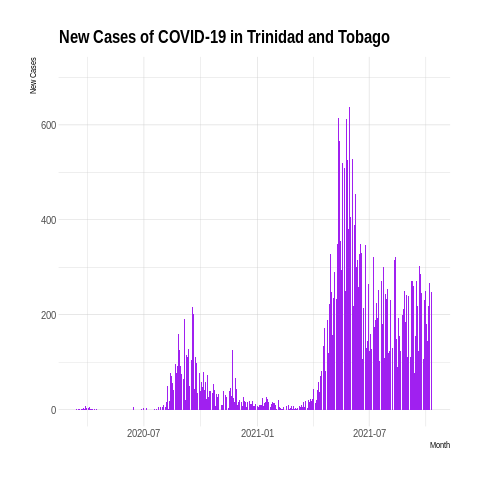 New Cases of COVID-19 in Trinidad and Tobago
New Cases
600
400
200
0
2020-07 2021-01 2021-07
Month